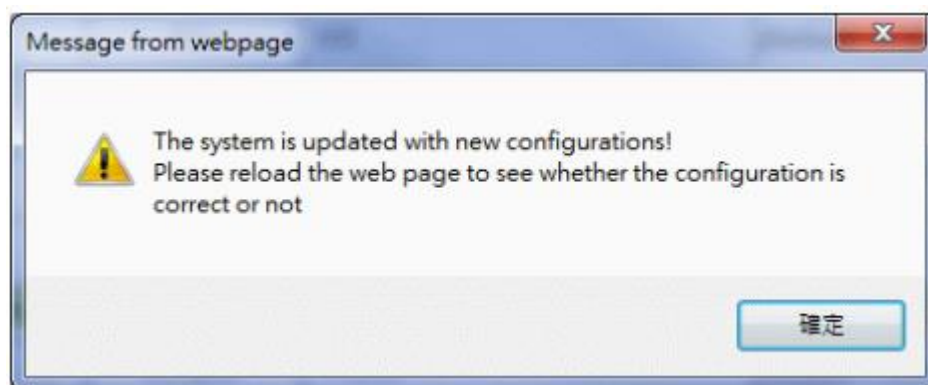 Message from webpage
The system is updated with new configurations!
Please reload the web page to see whether the configuration is
correct or not
確定